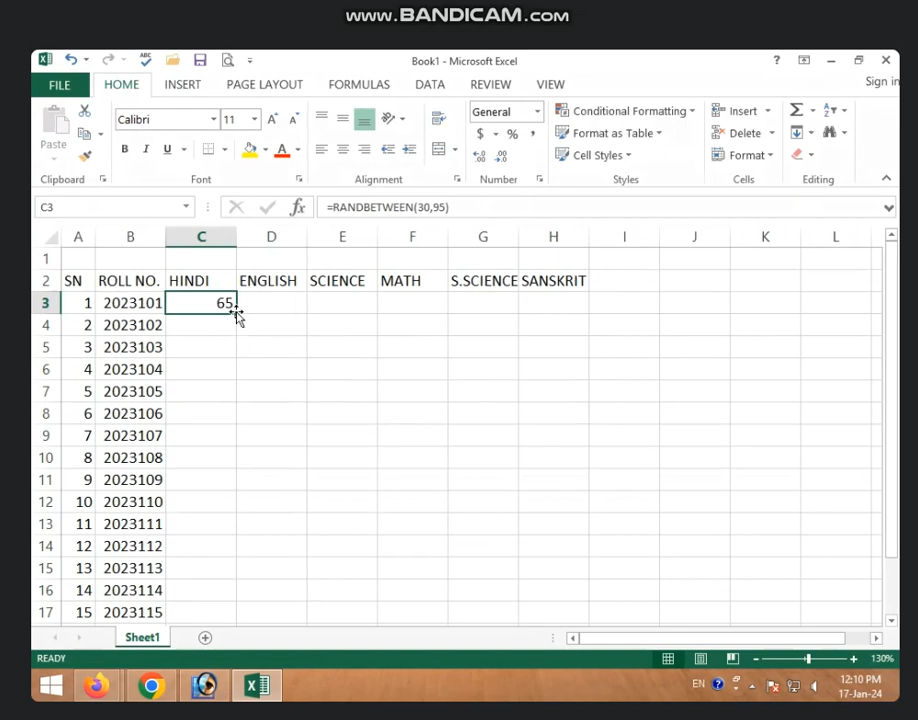 www.BANDICAM.com
Book1 - Microsoft Excel
FILE HOME INSERT PAGE LAYOUT FORMULAS DATA REVIEW VIEW Sign in
Calibri 11 General Conditional Formatting Insert
Paste $ % , Format as Table Delete
B I U Cell Styles Format
Clipboard Font Alignment Number Styles Cells Editing
C3 fx =RANDBETWEEN(30,95)
A B C D E F G H I J K L
1
2 SN ROLL NO. HINDI ENGLISH SCIENCE MATH S.SCIENCE SANSKRIT
3 1 2023101 65
4 2 2023102
5 3 2023103
6 4 2023104
7 5 2023105
8 6 2023106
9 7 2023107
10 8 2023108
11 9 2023109
12 10 2023110
13 11 2023111
14 12 2023112
15 13 2023113
16 14 2023114
17 15 2023115
Sheet1
READY 130%
EN 12:10 PM
17-Jan-24